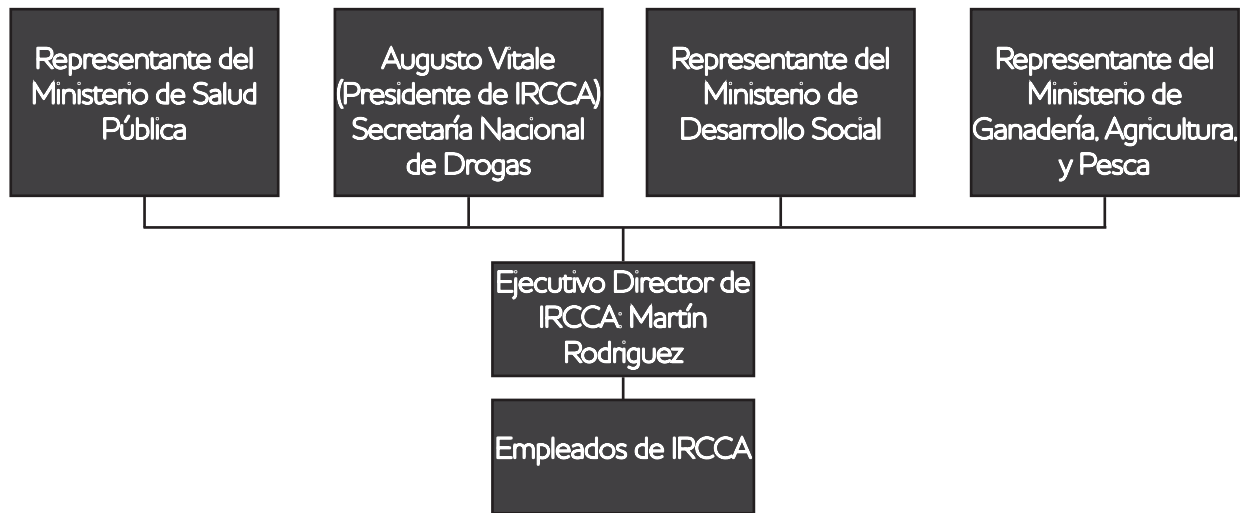 Representante del
Ministerio de Salud
Pública
Augusto Vitale
(Presidente de IRCCA)
Secretaría Nacional
de Drogas
Representante del
Ministerio de
Desarrollo Social
Representante del
Ministerio de
Ganadería, Agricultura,
y Pesca
Ejecutivo Director de
IRCCA: Martín
Rodriguez
Empleados de IRCCA